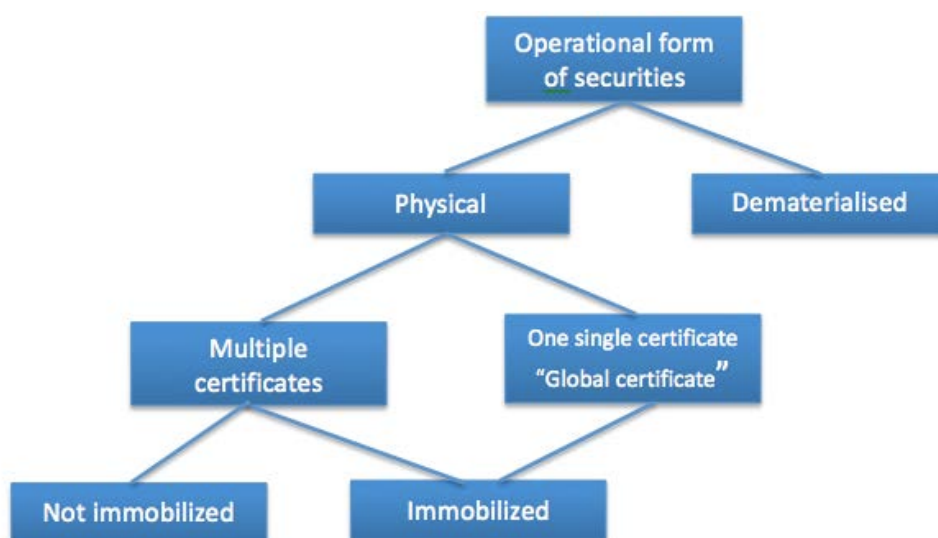 Operational form
of securities
Physical
Dematerialised
Multiple
certificates
One single certificate
“Global certificate”
Not immobilized
Immobilized